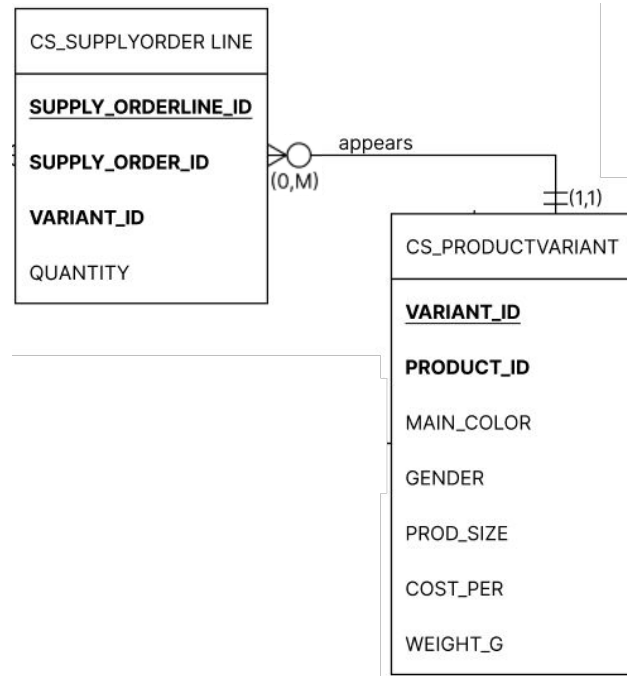 CS_SUPPLYORDER LINE
SUPPLY_ORDERLINE_ID
SUPPLY_ORDER_ID
VARIANT_ID
QUANTITY
appears
(0,M)
(1,1)
CS_PRODUCTVARIANT
VARIANT_ID
PRODUCT_ID
MAIN_COLOR
GENDER
PROD_SIZE
COST_PER
WEIGHT_G